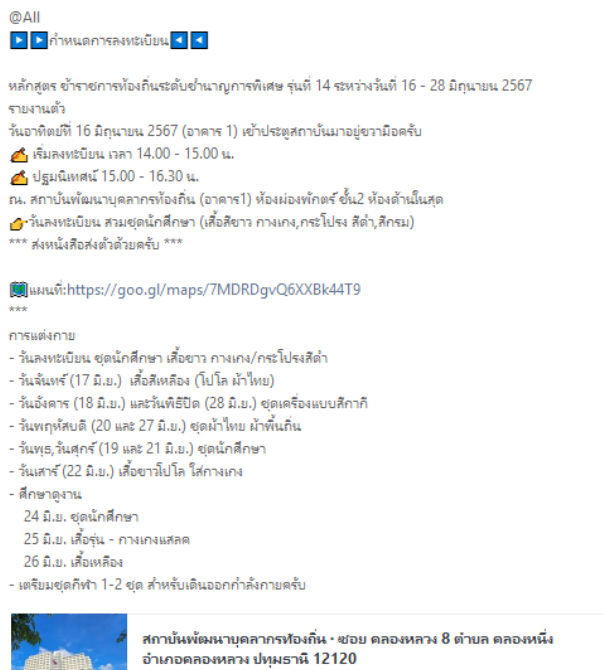 @All
▶▶กำหนดการลงทะเบียน◀◀
หลักสูตร ข้าราชการท้องถิ่นระดับชำนาญการพิเศษ รุ่นที่ 14 ระหว่างวันที่ 16 - 28 มิถุนายน 2567
รายงานตัว
วันอาทิตย์ที่ 16 มิถุนายน 2567 (อาคาร 1) เข้าประตูสถาบันมาอยู่ขวามือครับ
✍ เริ่มลงทะบียน เวลา 14.00 - 15.00 น.
✍ ปฐมนิเทศน์ 15.00 - 16.30 น.
ณ. สถาบันพัฒนาบุคลากรท้องถิ่น (อาคาร1) ห้องผ่องพักตร์ ชั้น2 ห้องด้านในสุด
👉วันลงทะเบียน สวมชุดนักศึกษา (เสื้อสีขาว กางเกง,กระโปรง สีดำ,สีกรม)
*** ส่งหนังสือส่งตัวด้วยครับ ***
🗺แผนที่:https://goo.gl/maps/7MDRDgvQ6XXBk44T9
***
การแต่งกาย
- วันลงทะเบียน ชุดนักศึกษา เสื้อขาว กางเกง/กระโปรงสีดำ
- วันจันทร์ (17 มิ.ย.) เสื้อสีเหลือง (โปโล ผ้าไทย)
- วันอังคาร (18 มิ.ย.) และวันพิธีปิด (28 มิ.ย.) ชุดเครื่องแบบสีกากี
- วันพฤหัสบดี (20 และ 27 มิ.ย.) ชุดผ้าไทย ผ้าพื้นถิ่น
- วันพุธ,วันศุกร์ (19 และ 21 มิ.ย.) ชุดนักศึกษา
- วันเสาร์ (22 มิ.ย.) เสื้อขาวโปโล ใส่กางเกง
- ศึกษาดูงาน
24 มิ.ย. ชุดนักศึกษา
25 มิ.ย. เสื้อรุ่น - กางเกงแสลค
26 มิ.ย. เสื้อเหลือง
- เตรียมชุดกีฬา 1-2 ชุด สำหรับเดินออกกำลังกายครับ
สถาบันพัฒนาบุคลากรท้องถิ่น · ซอย คลองหลวง 8 ตำบล คลองหนึ่ง
อำเภอคลองหลวง ปทุมธานี 12120